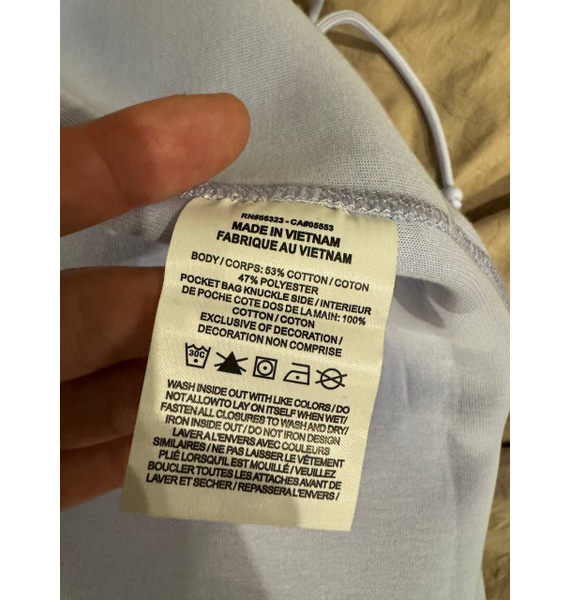 RN#56323 - CA#05553
MADE IN VIETNAM
FABRIQUE AU VIETNAM
BODY / CORPS: 53% COTTON / COTON
47% POLYESTER
POCKET BAG KNUCKLE SIDE / INTERIEUR
DE POCHE COTE DOS DE LA MAIN: 100%
COTTON / COTON
EXCLUSIVE OF DECORATION /
DECORATION NON COMPRISE
30C
WASH INSIDE OUT WITH LIKE COLORS / DO
NOT ALLOWTO LAY ON ITSELF WHEN WET/
FASTEN ALL CLOSURES TO WASH AND DRY/
IRON INSIDE OUT / DO NOT IRON DESIGN
LAVER A L'ENVERS AVEC COULEURS
SIMILAIRES / NE PAS LAISSER LE VÊTEMENT
PLIÉ LORSQU'IL EST MOUILLÉ / VEUILLEZ
BOUCLER TOUTES LES ATTACHES AVANT DE
LAVER ET SECHER / REPASSER A L'ENVERS /